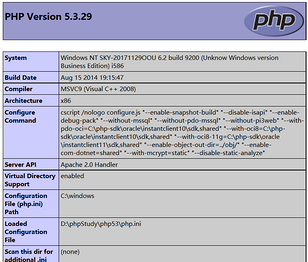 PHP Version 5.3.29
php
System Windows NT SKY-20171129OOU 6.2 build 9200 (Unknow Windows version
Business Edition) i586
Build Date Aug 15 2014 19:15:47
Compiler MSVC9 (Visual C++ 2008)
Architecture x86
Configure cscript /nologo configure.js "--enable-snapshot-build" "--disable-isapi" "--enable-
Command debug-pack" "--without-mssql" "--without-pdo-mssql" "--without-pi3web" "--with-
pdo-oci=C:\php-sdk\oracle\instantclient10\sdk,shared" "--with-oci8=C:\php-
sdk\oracle\instantclient10\sdk,shared" "--with-oci8-11g=C:\php-sdk\oracle
\instantclient11\sdk,shared" "--enable-object-out-dir=../obj/" "--enable-
com-dotnet=shared" "--with-mcrypt=static" "--disable-static-analyze"
Server API Apache 2.0 Handler
Virtual Directory enabled
Support
Configuration C:\windows
File (php.ini)
Path
Loaded D:\phpStudy\php53\php.ini
Configuration
File
Scan this dir for (none)
additional .ini